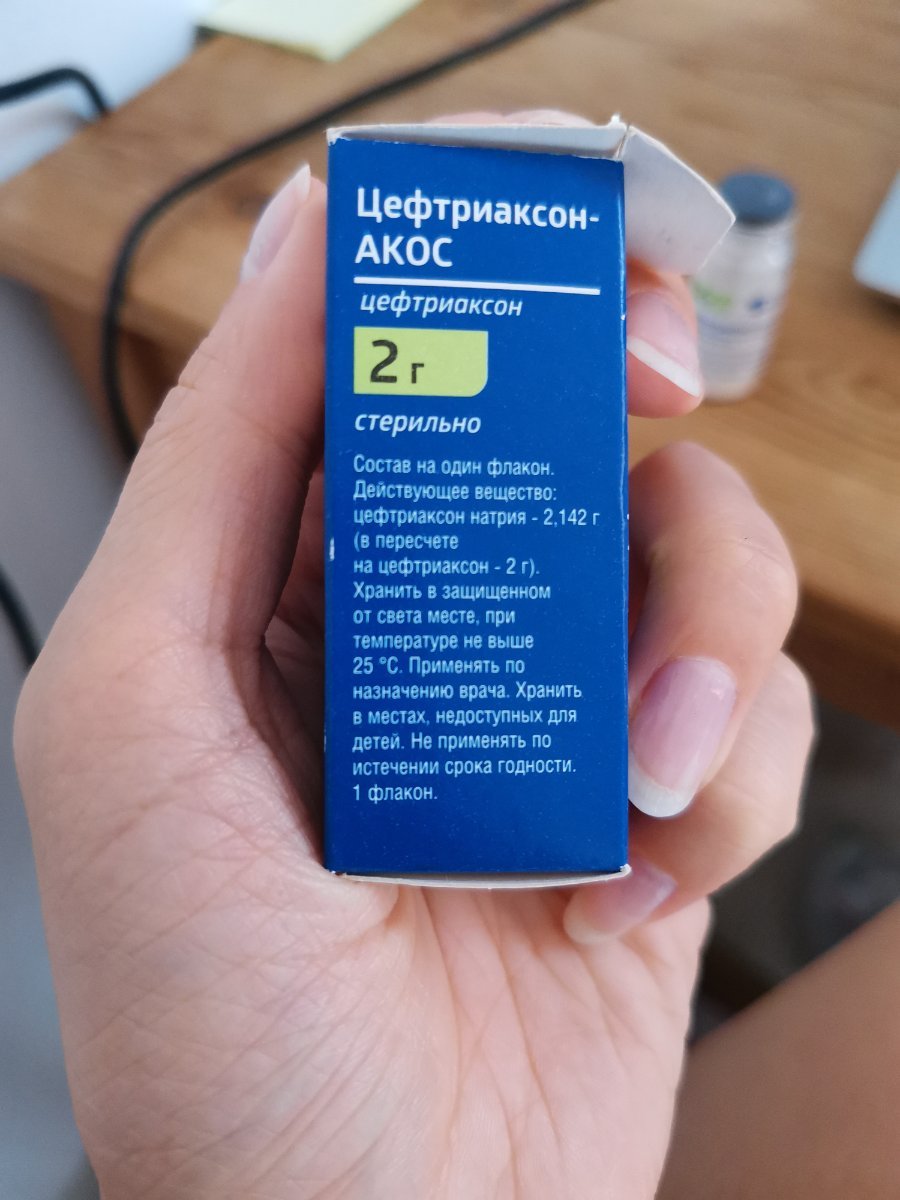 Цефтриаксон-
АКОС
цефтриаксон
2 г
стерильно
Состав на один флакон.
Действующее вещество:
цефтриаксон натрия - 2,142 г
(в пересчете
на цефтриаксон - 2 г).
Хранить в защищенном
от света месте, при
температуре не выше
25 °С. Применять по
назначению врача. Хранить
в местах, недоступных для
детей. Не применять по
истечении срока годности.
1 флакон.